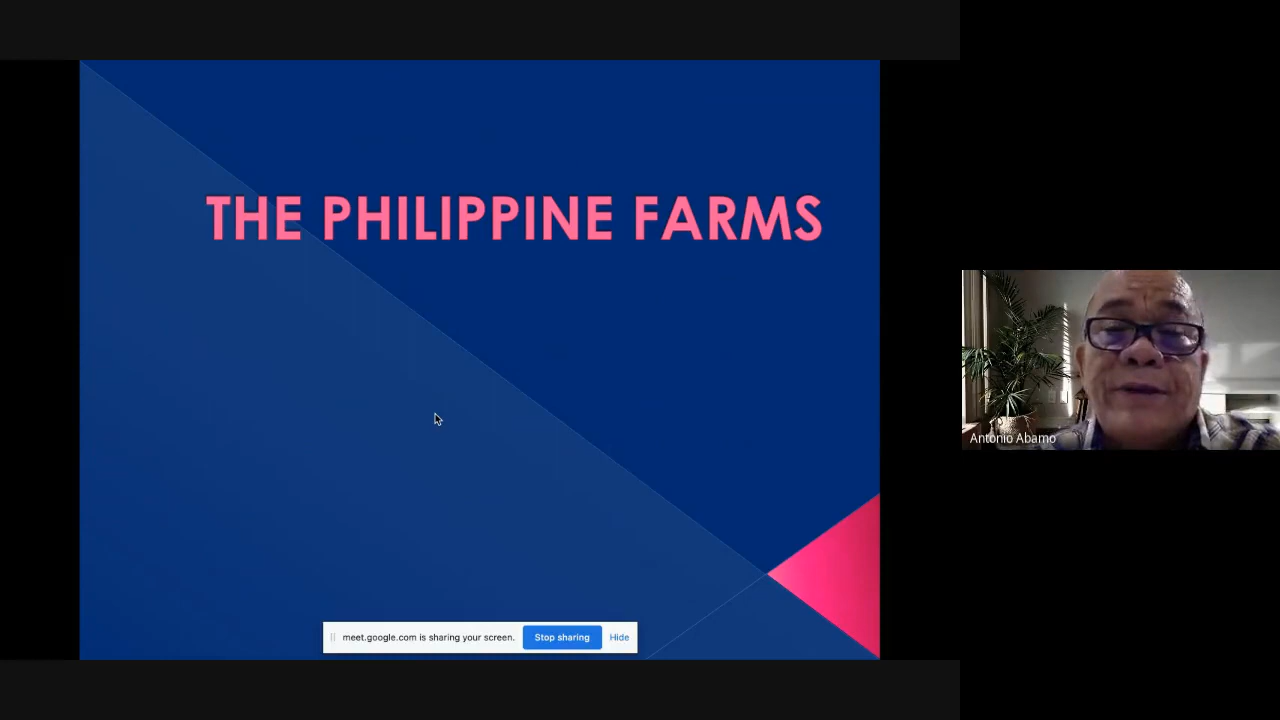 THE PHILIPPINE FARMS
Antonio Abamo
meet.google.com is sharing your screen.
Stop sharing
Hide